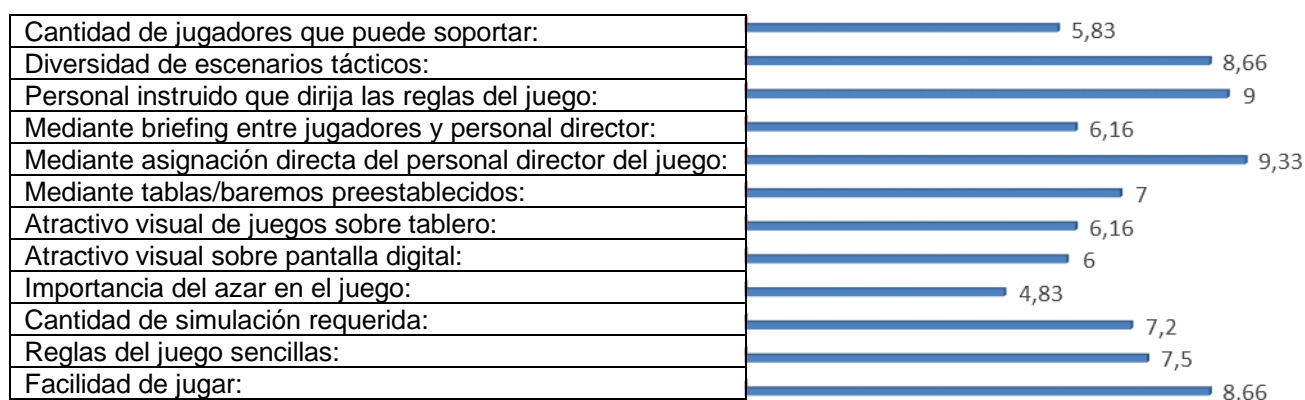 Cantidad de jugadores que puede soportar: 5,83
Diversidad de escenarios tácticos: 8,66
Personal instruido que dirija las reglas del juego: 9
Mediante briefing entre jugadores y personal director: 6,16
Mediante asignación directa del personal director del juego: 9,33
Mediante tablas/baremos preestablecidos: 7
Atractivo visual de juegos sobre tablero: 6,16
Atractivo visual sobre pantalla digital: 6
Importancia del azar en el juego: 4,83
Cantidad de simulación requerida: 7,2
Reglas del juego sencillas: 7,5
Facilidad de jugar: 8,66